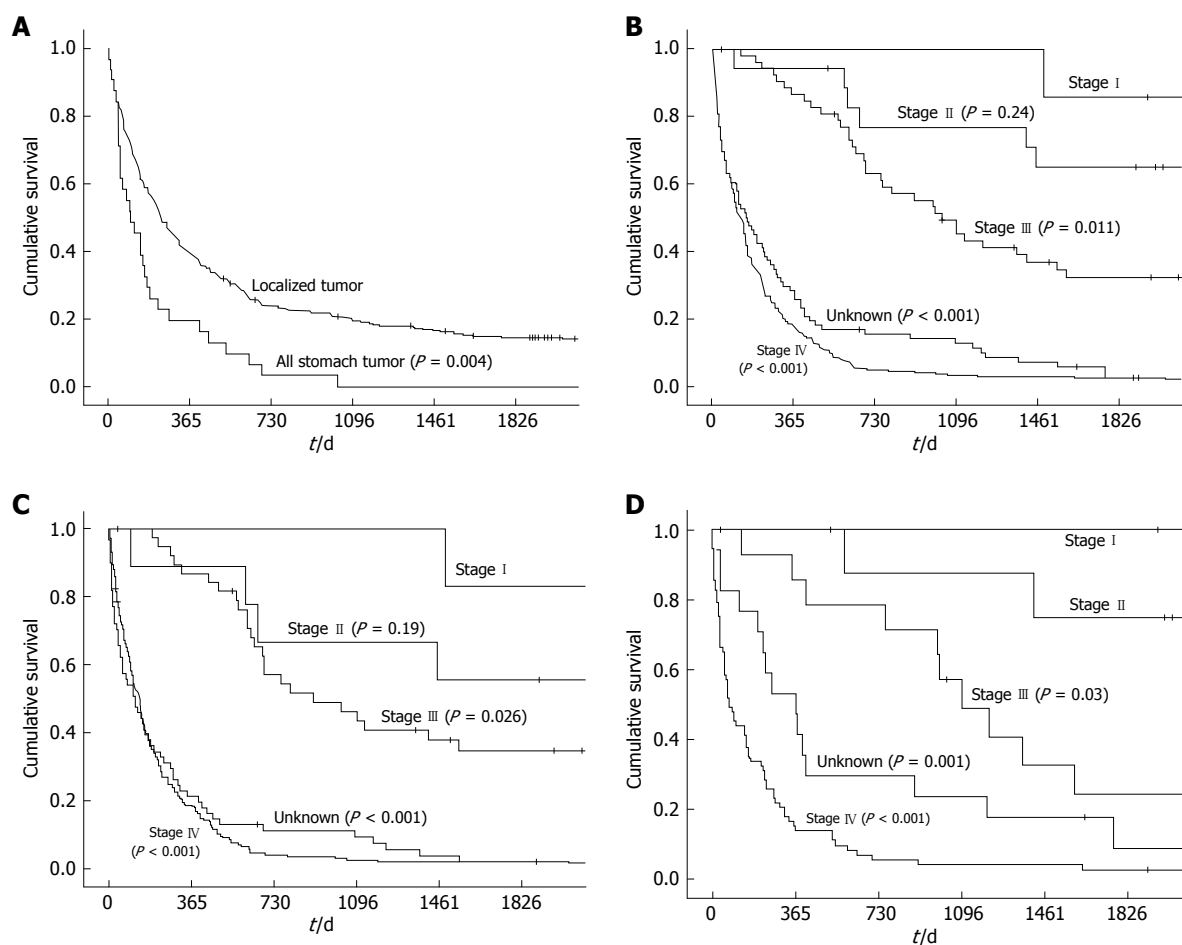 A
1.0
0.8
0.6
0.4
0.2
0.0
Cumulative survival
Localized tumor
All stomach tumor (P = 0.004)
0 365 730 1096 1461 1826
t/d
B
1.0
0.8
0.6
0.4
0.2
0.0
Cumulative survival
Stage Ⅰ
Stage Ⅱ (P = 0.24)
Stage Ⅲ (P = 0.011)
Unknown (P < 0.001)
Stage Ⅳ
(P < 0.001)
0 365 730 1096 1461 1826
t/d
C
1.0
0.8
0.6
0.4
0.2
0.0
Cumulative survival
Stage Ⅰ
Stage Ⅱ (P = 0.19)
Stage Ⅲ (P = 0.026)
Unknown (P < 0.001)
Stage Ⅳ
(P < 0.001)
0 365 730 1096 1461 1826
t/d
D
1.0
0.8
0.6
0.4
0.2
0.0
Cumulative survival
Stage Ⅰ
Stage Ⅱ
Stage Ⅲ (P = 0.03)
Unknown (P = 0.001)
Stage Ⅳ (P < 0.001)
0 365 730 1096 1461 1826
t/d